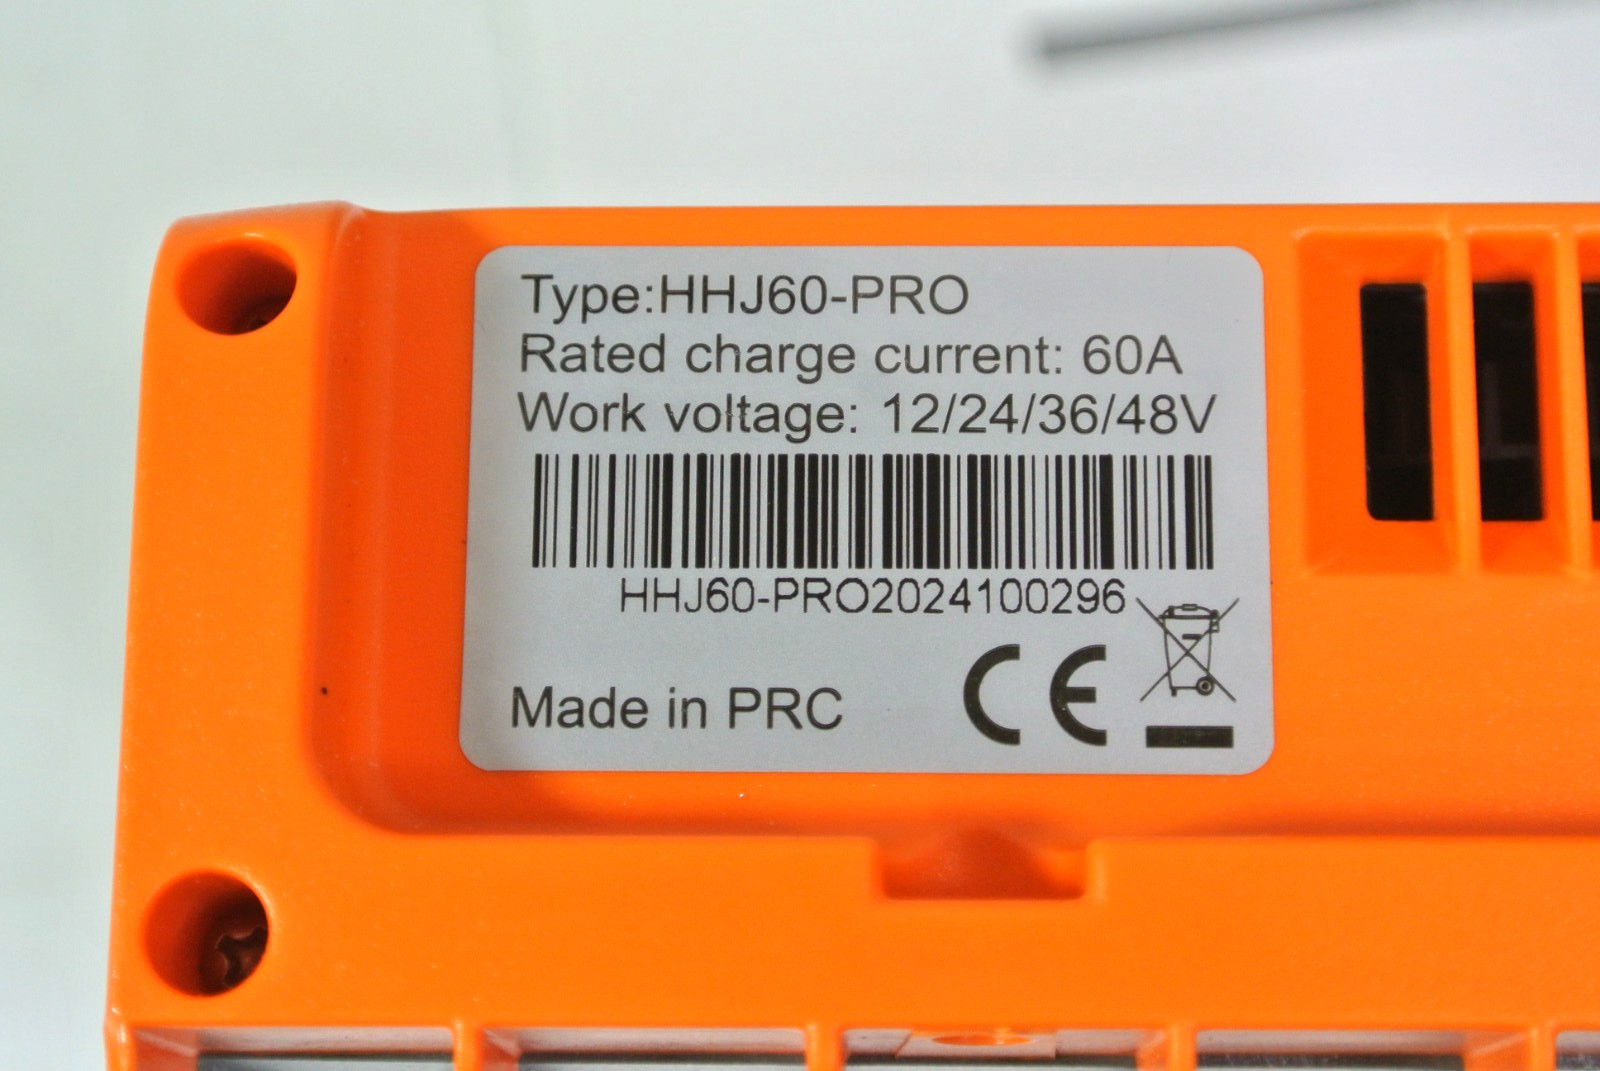 Type:HHJ60-PRO
Rated charge current: 60A
Work voltage: 12/24/36/48V
HHJ60-PRO2024100296
Made in PRC
CE